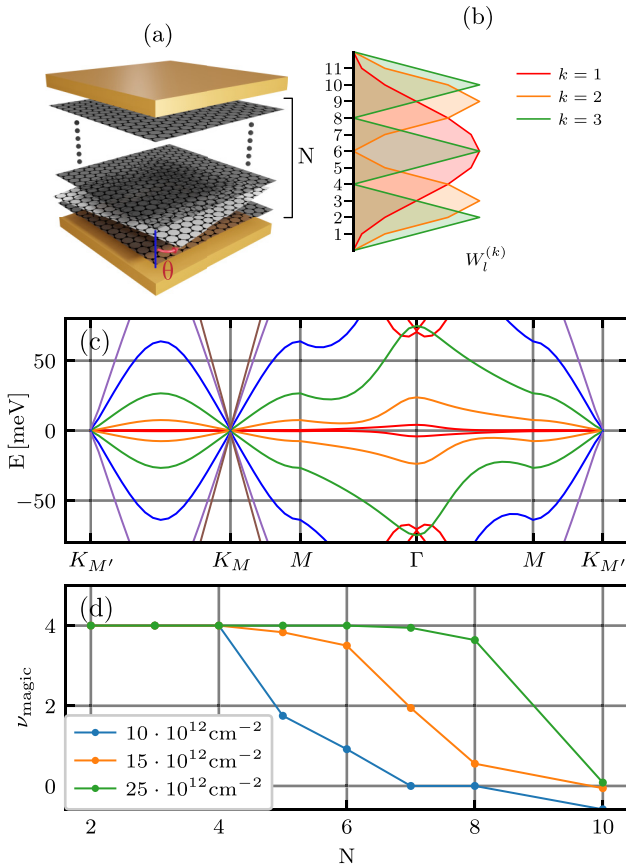 (a)
N
θ
(b)
11
10
9
8
7
6
5
4
3
2
1
W_l^{(k)}
k = 1
k = 2
k = 3
(c)
E [meV]
50
0
−50
K_{M'}
K_M
M
Γ
M
K_{M'}
(d)
ν_magic
4
2
0
10 · 10^{12}cm^{−2}
15 · 10^{12}cm^{−2}
25 · 10^{12}cm^{−2}
2
4
6
8
10
N